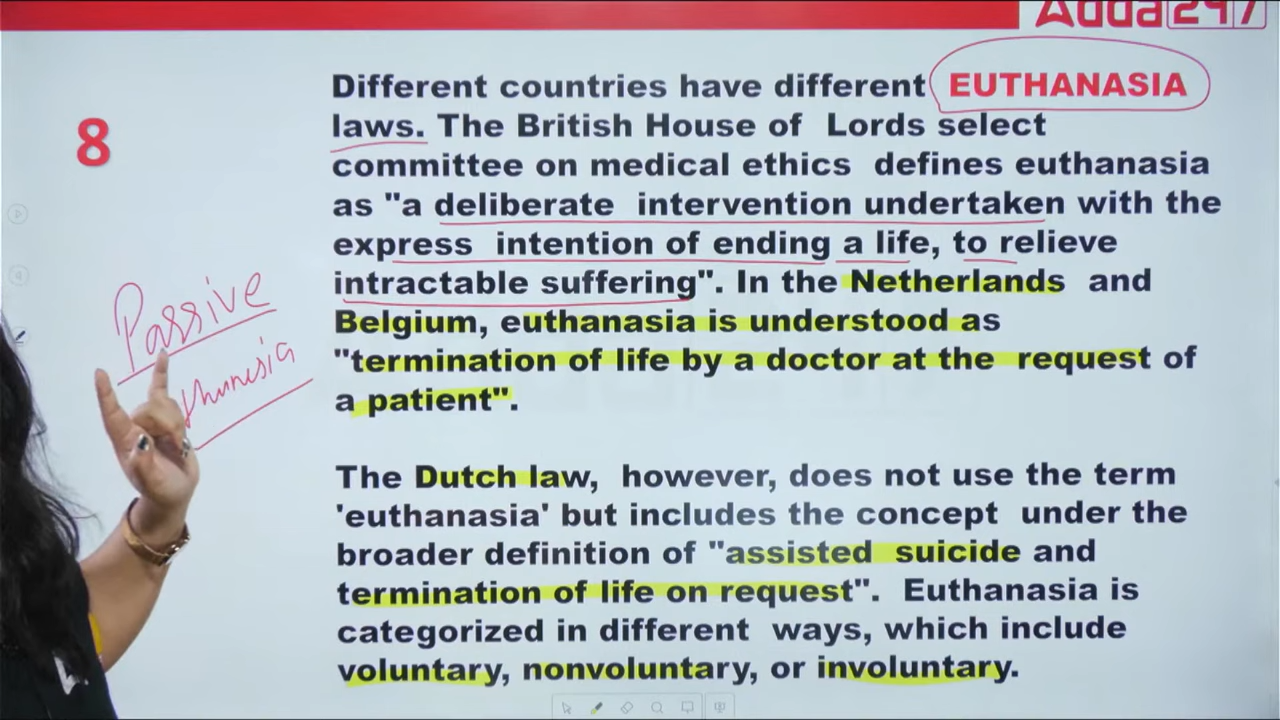 Adda247
Different countries have different EUTHANASIA
laws. The British House of Lords select
committee on medical ethics defines euthanasia
as "a deliberate intervention undertaken with the
express intention of ending a life, to relieve
intractable suffering". In the Netherlands and
Belgium, euthanasia is understood as
"termination of life by a doctor at the request of
a patient".
8
Passive
The Dutch law, however, does not use the term
'euthanasia' but includes the concept under the
broader definition of "assisted suicide and
termination of life on request". Euthanasia is
categorized in different ways, which include
voluntary, nonvoluntary, or involuntary.